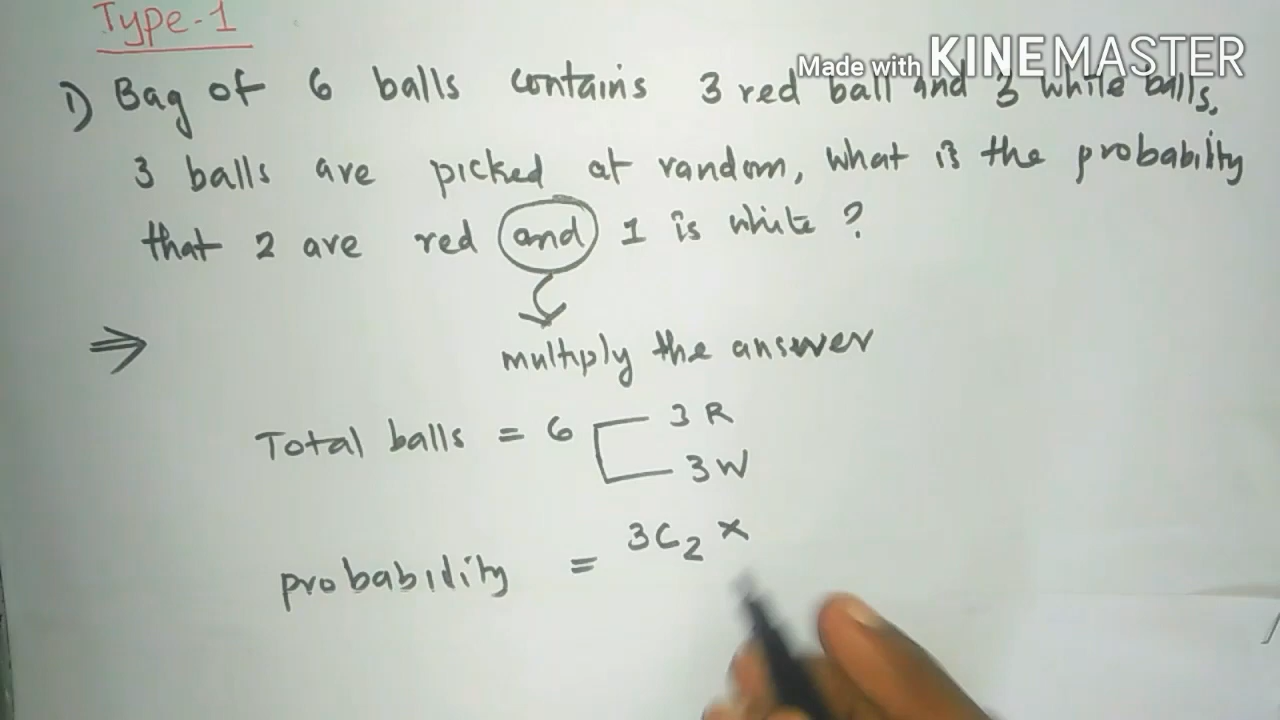 Type-1
Made with KINEMASTER
1) Bag of 6 balls contains 3 red ball and 3 white balls.
3 balls are picked at random, what is the probability
that 2 are red and 1 is white ?
⇒
multiply the answer
Total balls = 6
3 R
3 W
probability = 3C₂ ×